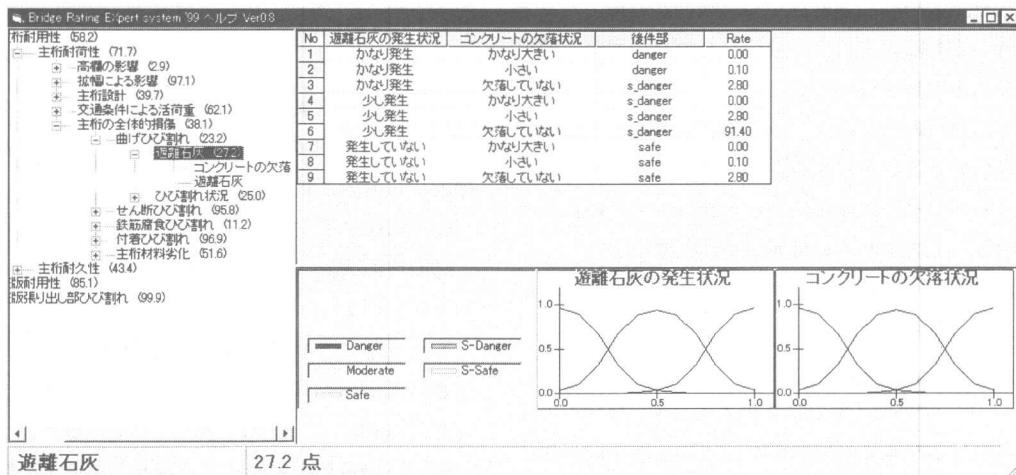 Bridge Rating EXpert system '99 ヘルプ Ver0.8
桁耐用性 (58.2)
主桁耐荷性 (71.7)
高欄の影響 (2.9)
拡幅による影響 (97.1)
主桁設計 (39.7)
交通条件による活荷重 (62.1)
主桁の全体的損傷 (38.1)
曲げひび割れ (23.2)
遊離石灰 (27.2)
コンクリートの欠落
遊離石灰
ひび割れ状況 (25.0)
せん断ひび割れ (95.8)
鉄筋腐食ひび割れ (11.2)
付着ひび割れ (96.9)
主桁材料劣化 (51.6)
主桁耐久性 (43.4)
版耐用性 (85.1)
版張り出し部ひび割れ (99.9)
No 遊離石灰の発生状況 コンクリートの欠落状況 後件部 Rate
1 かなり発生 かなり大きい danger 0.00
2 かなり発生 小さい danger 0.10
3 かなり発生 欠落していない s_danger 2.80
4 少し発生 かなり大きい s_danger 0.00
5 少し発生 小さい s_danger 2.80
6 少し発生 欠落していない s_danger 91.40
7 発生していない かなり大きい safe 0.00
8 発生していない 小さい safe 0.10
9 発生していない 欠落していない safe 2.80
Danger S-Danger
Moderate S-Safe
Safe
遊離石灰の発生状況
1.0
0.5
0.0
0.0 0.5 1.0
コンクリートの欠落状況
1.0
0.5
0.0
0.0 0.5 1.0
遊離石灰 27.2 点